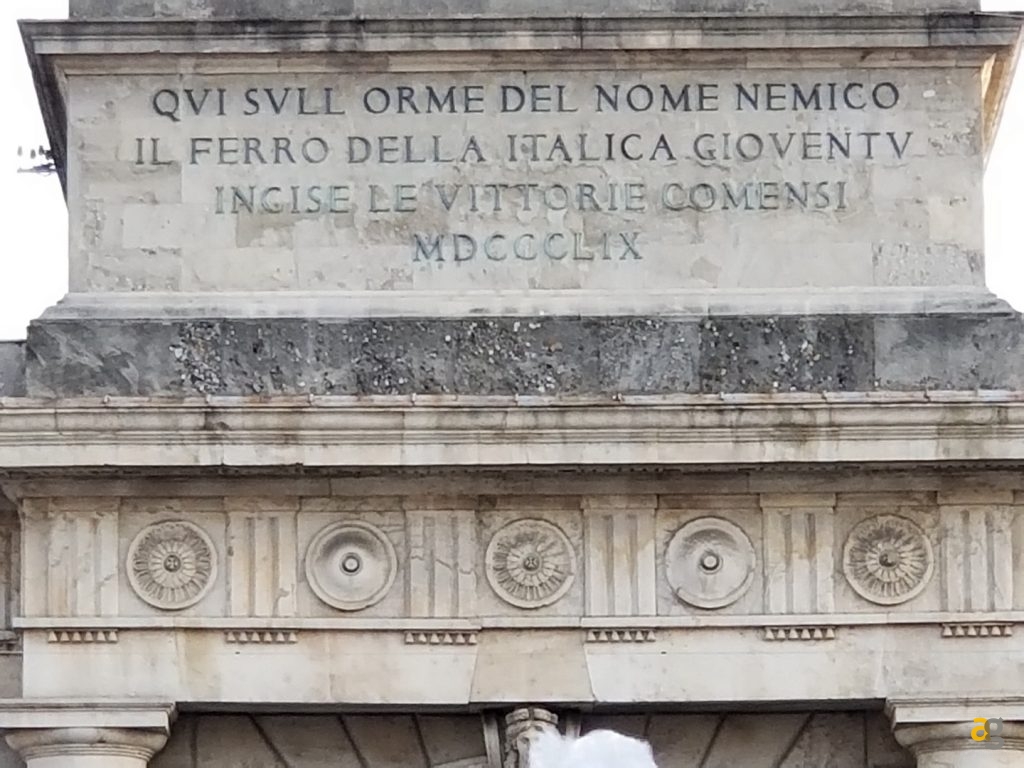 QVI SVLL ORME DEL NOME NEMICO
IL FERRO DELLA ITALICA GIOVENTV
INCISE LE VITTORIE COMENSI
MDCCCLIX